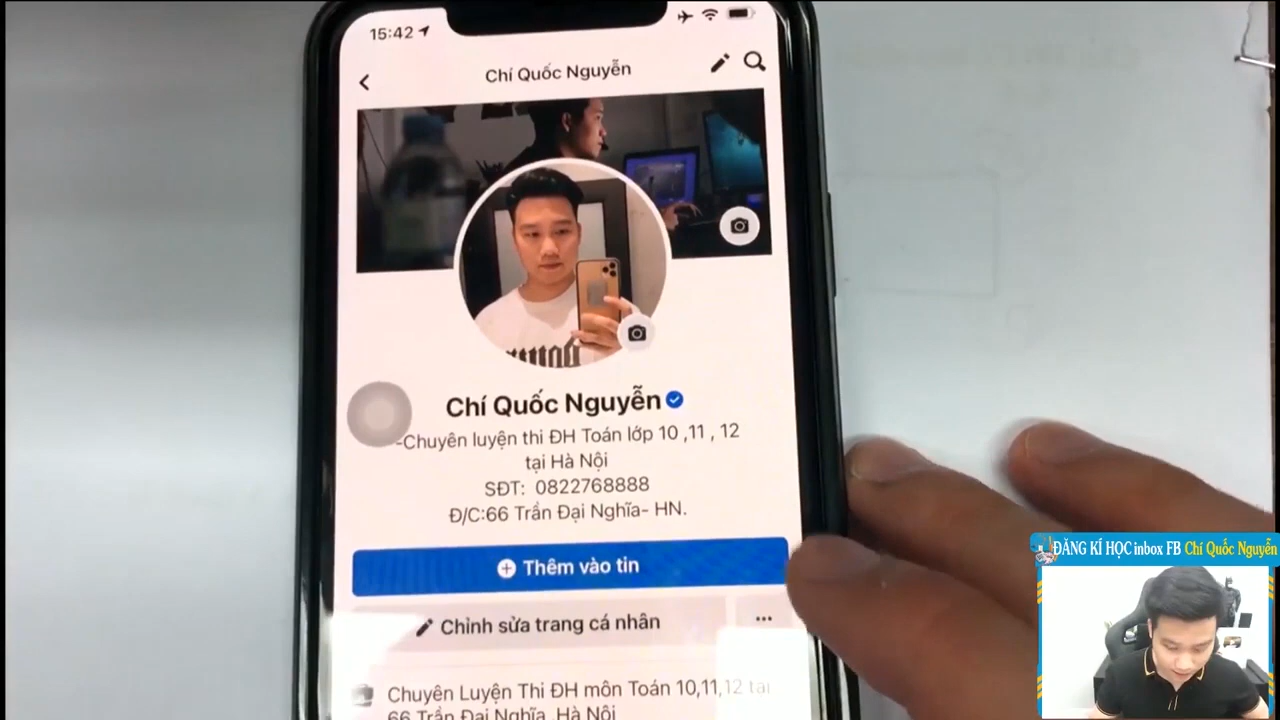 15:42
Chí Quốc Nguyễn
Chí Quốc Nguyễn
-Chuyên luyện thi ĐH Toán lớp 10 ,11 , 12
tại Hà Nội
SĐT: 0822768888
Đ/C:66 Trần Đại Nghĩa- HN.
Thêm vào tin
Chỉnh sửa trang cá nhân
Chuyên Luyện Thi ĐH môn Toán 10,11,12 tại
66 Trần Đại Nghĩa ,Hà Nội
ĐĂNG KÍ HỌC inbox FB Chí Quốc Nguyễn